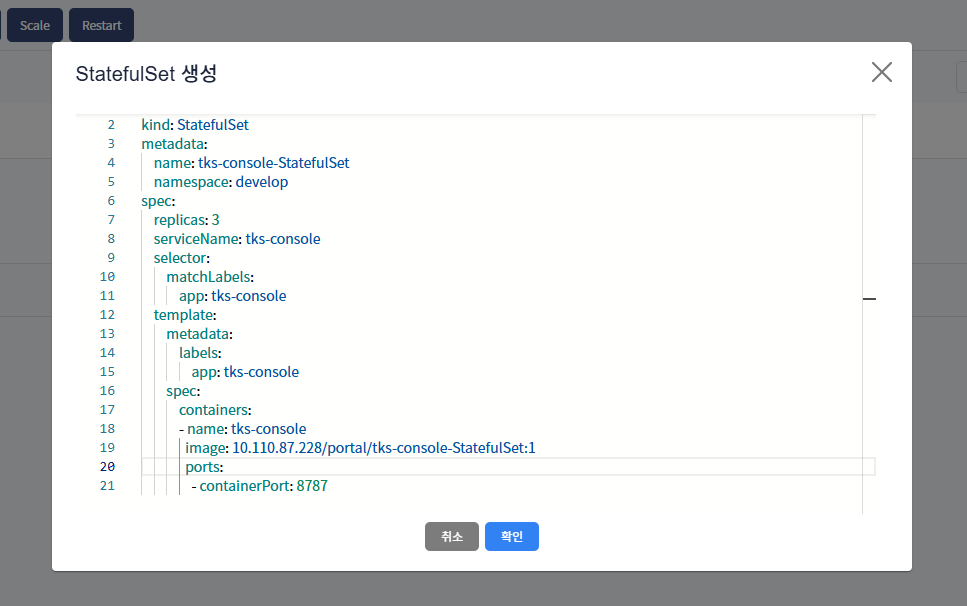 Scale Restart
StatefulSet 생성
2 kind: StatefulSet
3 metadata:
4 name: tks-console-StatefulSet
5 namespace: develop
6 spec:
7 replicas: 3
8 serviceName: tks-console
9 selector:
10 matchLabels:
11 app: tks-console
12 template:
13 metadata:
14 labels:
15 app: tks-console
16 spec:
17 containers:
18 - name: tks-console
19 image: 10.110.87.228/portal/tks-console-StatefulSet:1
20 ports:
21 - containerPort: 8787
취소 확인